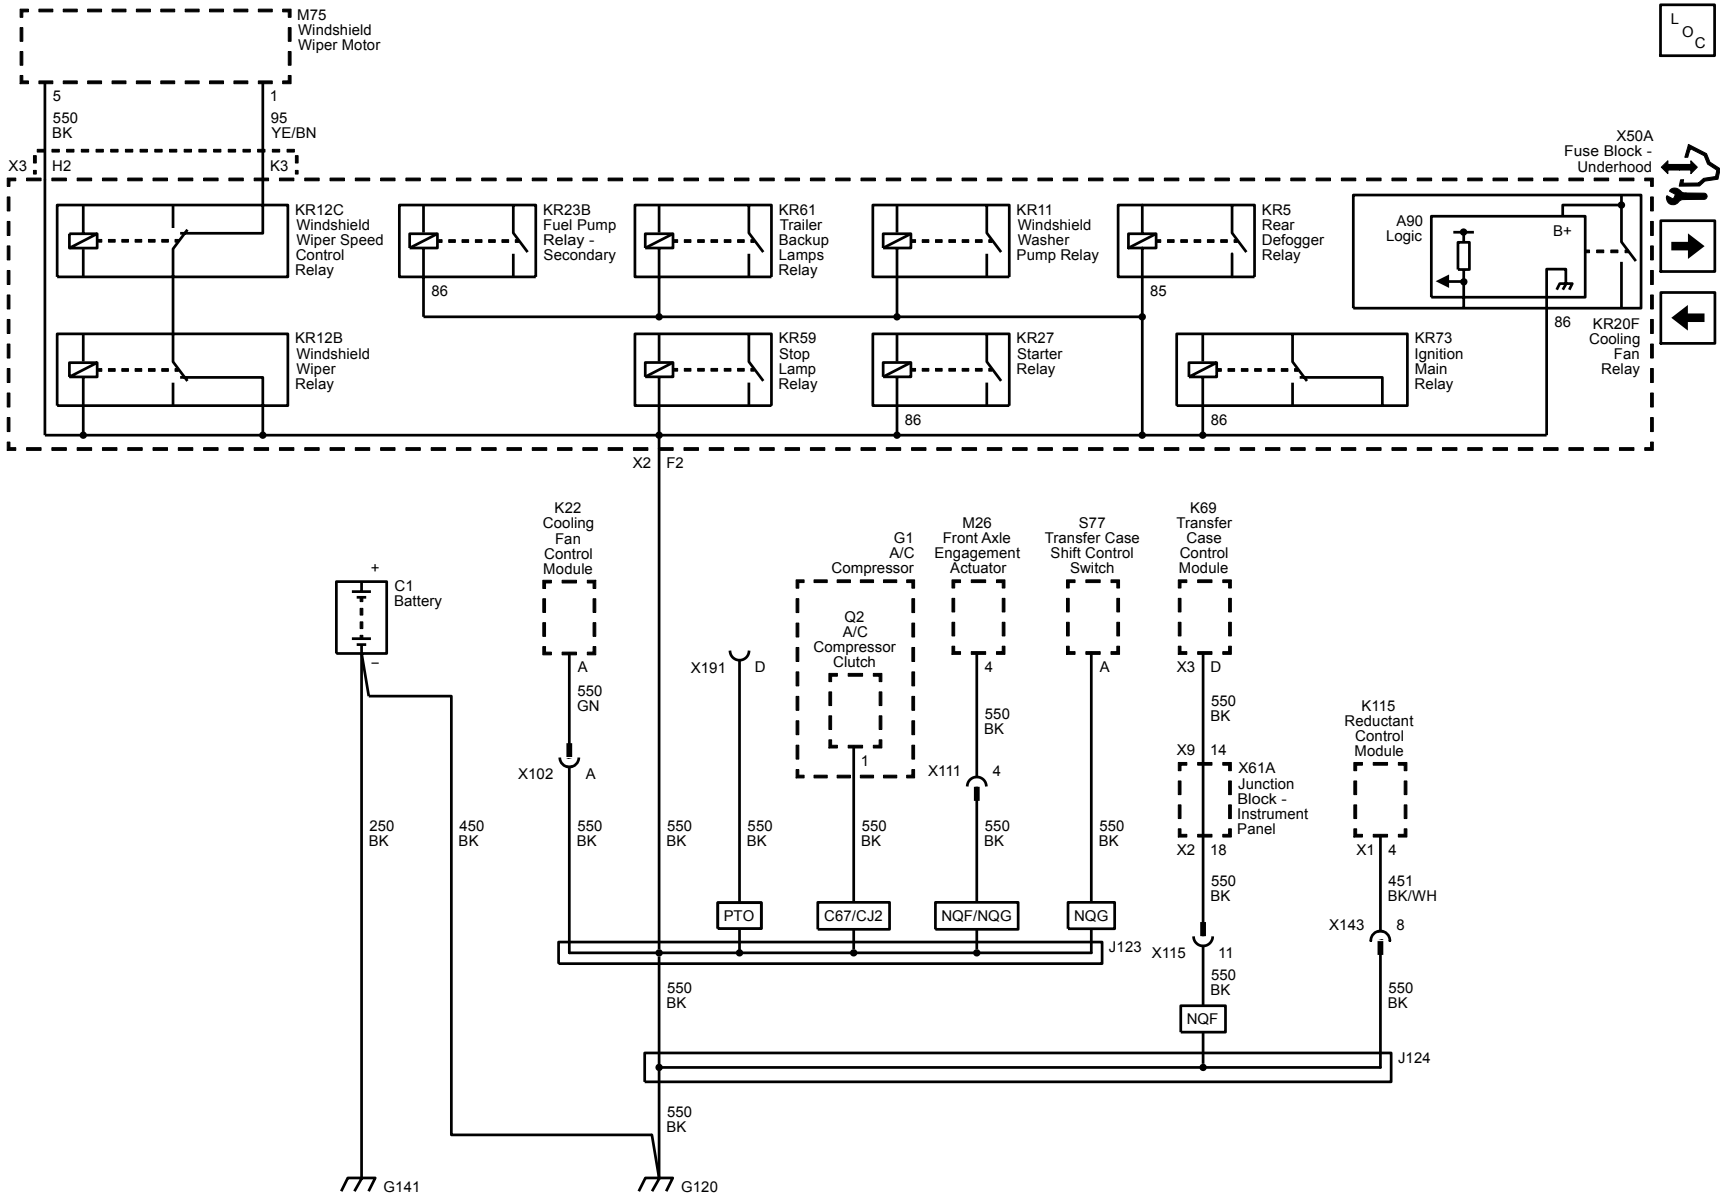 M75
Windshield
Wiper Motor
L
O
C
5
1
550
BK
95
YE/BN
X50A
Fuse Block -
Underhood
X3
H2
K3
KR12C
Windshield
Wiper Speed
Control
Relay
KR23B
Fuel Pump
Relay -
Secondary
86
KR61
Trailer
Backup
Lamps
Relay
KR11
Windshield
Washer
Pump Relay
KR5
Rear
Defogger
Relay
85
A90
Logic
B+
86
KR20F
Cooling
Fan
Relay
KR12B
Windshield
Wiper
Relay
KR59
Stop
Lamp
Relay
KR27
Starter
Relay
86
KR73
Ignition
Main
Relay
86
X2
F2
+
C1
Battery
−
K22
Cooling
Fan
Control
Module
A
550
GN
X102
A
X191
D
G1
A/C
Compressor
Q2
A/C
Compressor
Clutch
1
M26
Front Axle
Engagement
Actuator
4
550
BK
X111
4
S77
Transfer Case
Shift Control
Switch
A
K69
Transfer
Case
Control
Module
X3
D
550
BK
X9
14
X61A
Junction
Block -
Instrument
Panel
X2
18
K115
Reductant
Control
Module
X1
4
250
BK
450
BK
550
BK
550
BK
550
BK
550
BK
550
BK
550
BK
550
BK
451
BK/WH
PTO
C67/CJ2
NQF/NQG
NQG
X143
8
J123
X115
11
550
BK
550
BK
550
BK
NQF
J124
550
BK
G141
G120